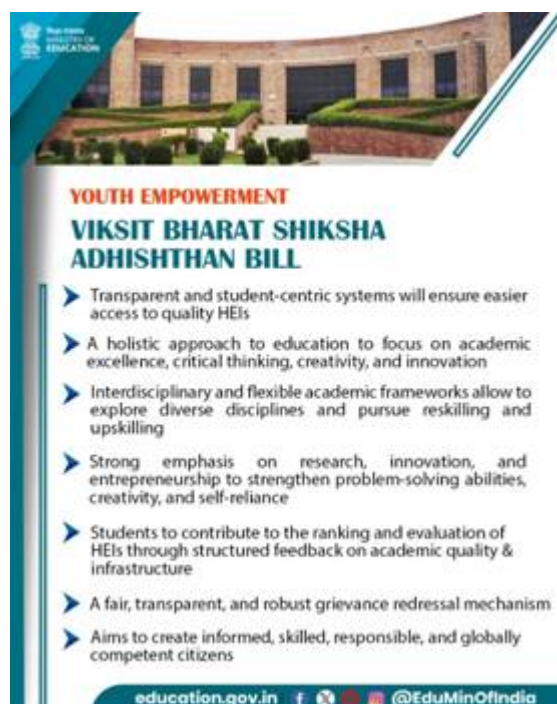 MINISTRY OF
EDUCATION
YOUTH EMPOWERMENT
VIKSIT BHARAT SHIKSHA
ADHISHTHAN BILL
Transparent and student-centric systems will ensure easier
access to quality HEIs
A holistic approach to education to focus on academic
excellence, critical thinking, creativity, and innovation
Interdisciplinary and flexible academic frameworks allow to
explore diverse disciplines and pursue reskilling and
upskilling
Strong emphasis on research, innovation, and
entrepreneurship to strengthen problem-solving abilities,
creativity, and self-reliance
Students to contribute to the ranking and evaluation of
HEIs through structured feedback on academic quality &
infrastructure
A fair, transparent, and robust grievance redressal mechanism
Aims to create informed, skilled, responsible, and globally
competent citizens
education.gov.in @EduMinOfIndia